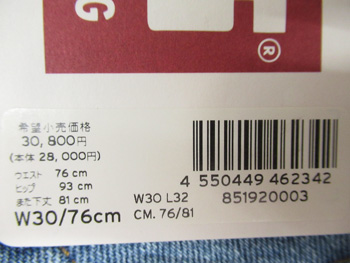 G
®
希望小売価格
30,800円
(本体 28,000円)
ウエスト 76 cm
ヒップ 93 cm
また下丈 81 cm
W30/76cm
W30 L32
CM. 76/81
4 550449 462342
851920003